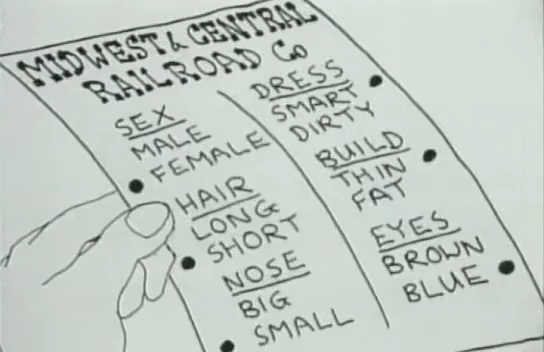 MIDWEST & CENTRAL
RAILROAD Co
SEX
MALE
FEMALE
HAIR
LONG
SHORT
NOSE
BIG
SMALL
DRESS
SMART
DIRTY
BUILD
THIN
FAT
EYES
BROWN
BLUE